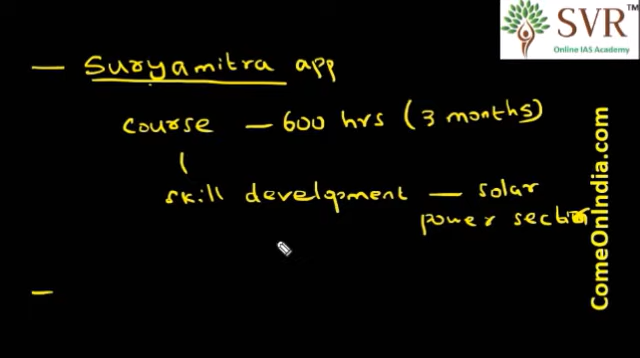 SVR™
Online IAS Academy
— Suryamitra app
course — 600 hrs (3 months)
skill development — solar
power sector
—
ComeOnIndia.com